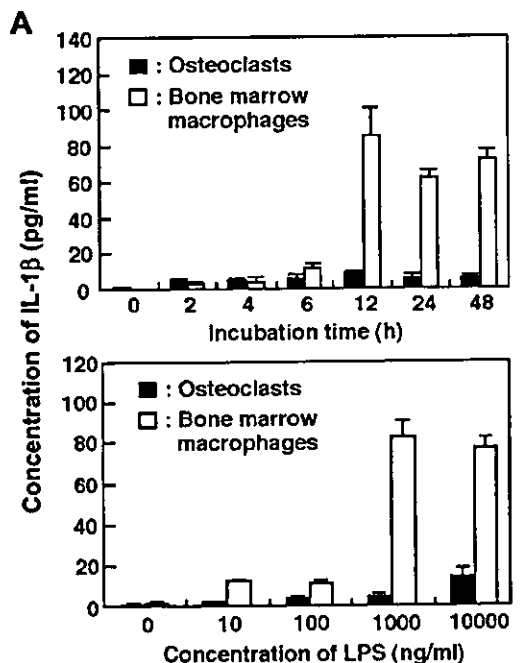 A
Concentration of IL-1β (pg/ml)
140
120
100
80
60
40
20
0
■ : Osteoclasts
□ : Bone marrow
macrophages
0 2 4 6 12 24 48
Incubation time (h)
120
100
80
60
40
20
0
■ : Osteoclasts
□ : Bone marrow
macrophages
0 10 100 1000 10000
Concentration of LPS (ng/ml)